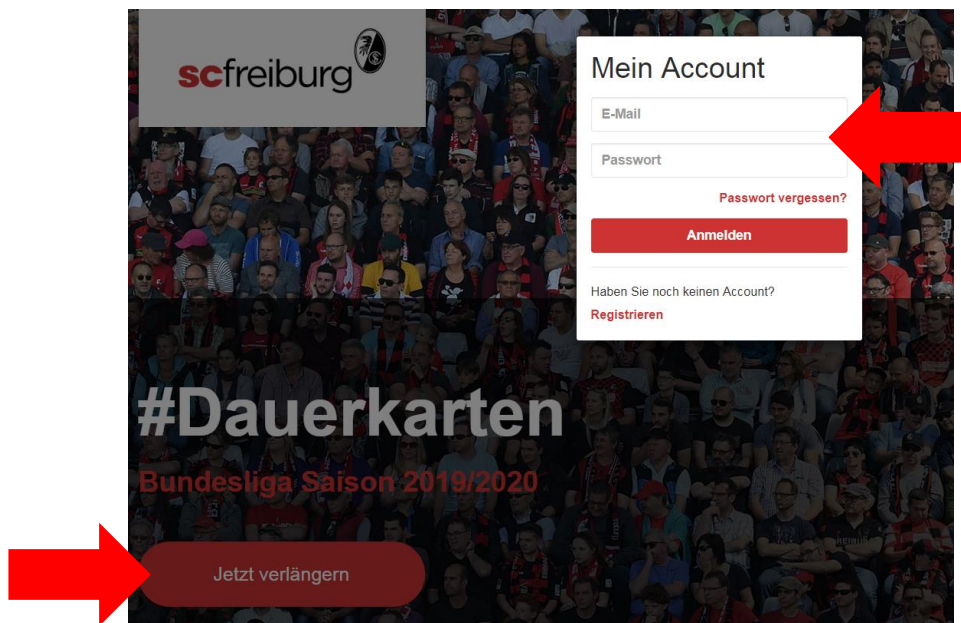 scfreiburg
Mein Account
E-Mail
Passwort
Passwort vergessen?
Anmelden
Haben Sie noch keinen Account?
Registrieren
#Dauerkarten
Bundesliga Saison 2019/2020
Jetzt verlängern